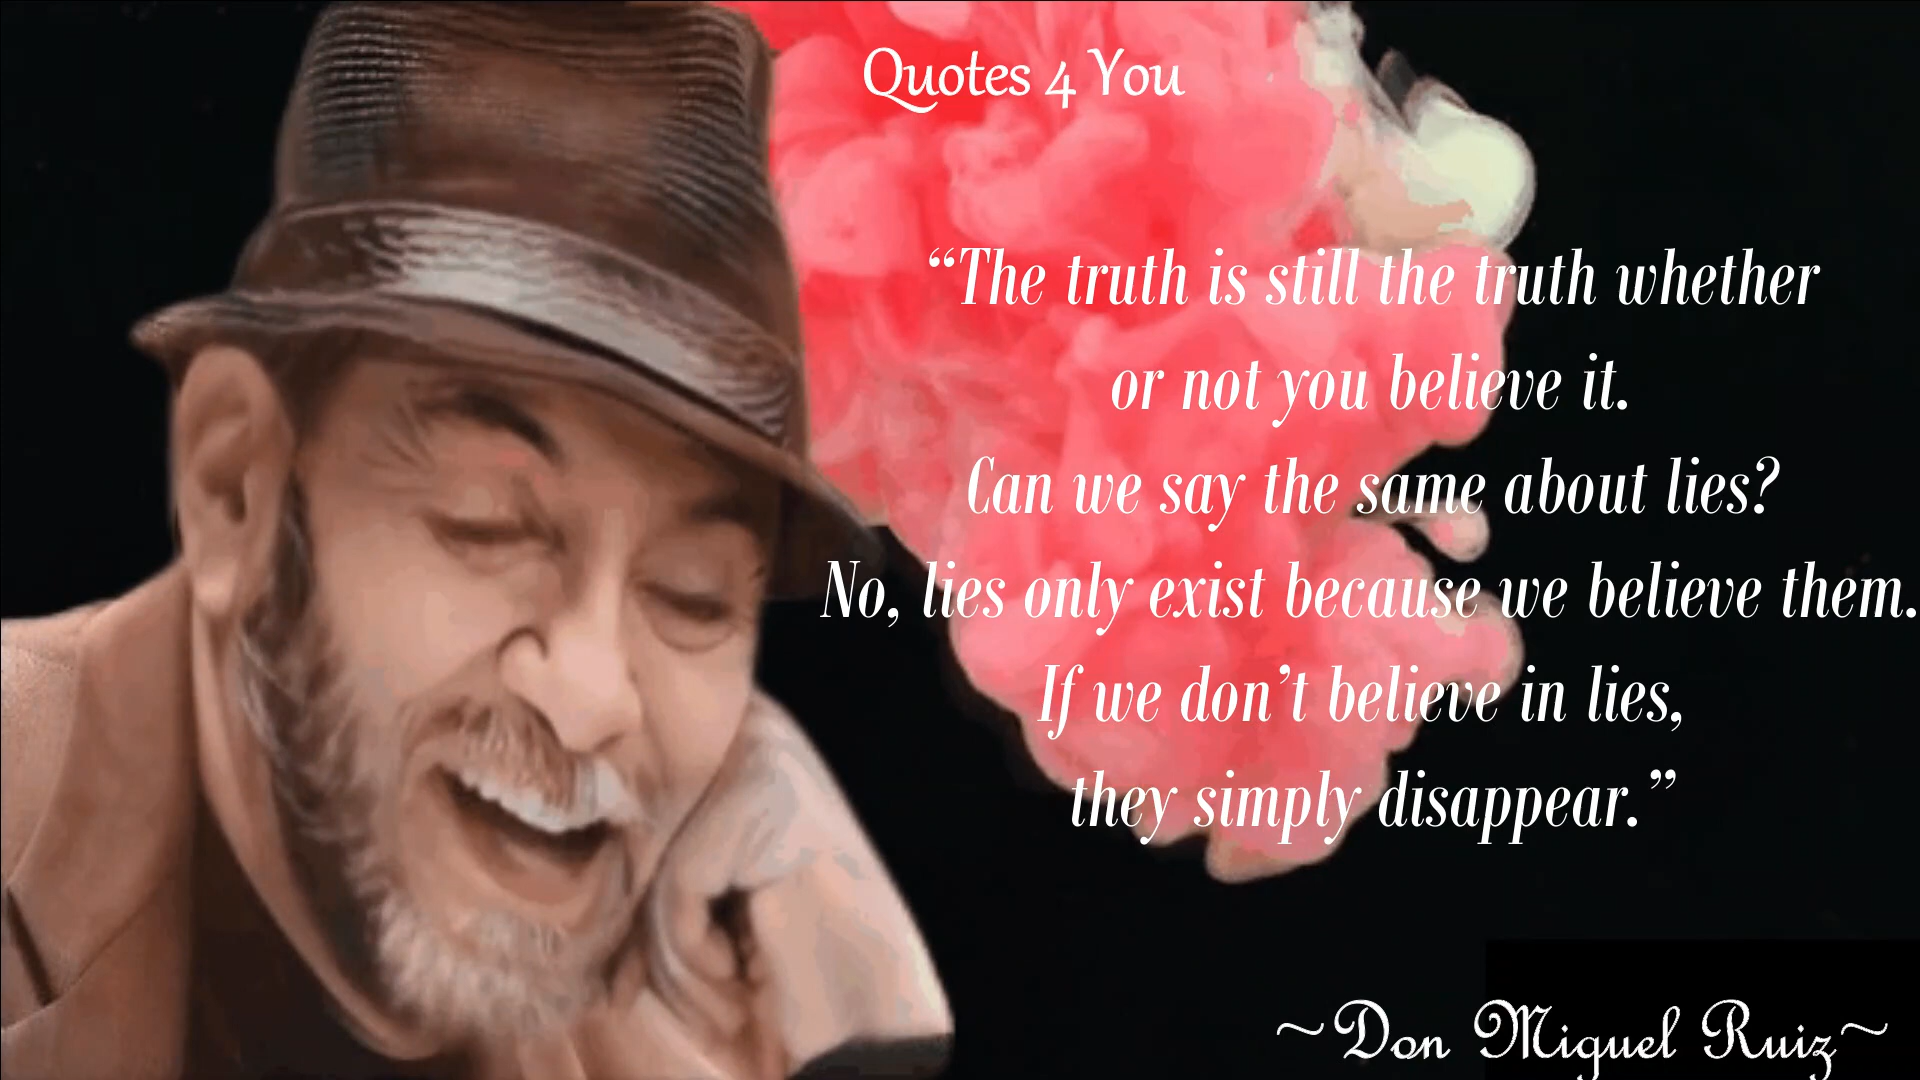 Quotes 4 You
“The truth is still the truth whether
or not you believe it.
Can we say the same about lies?
No, lies only exist because we believe them.
If we don’t believe in lies,
they simply disappear.”
~Don Miguel Ruiz~